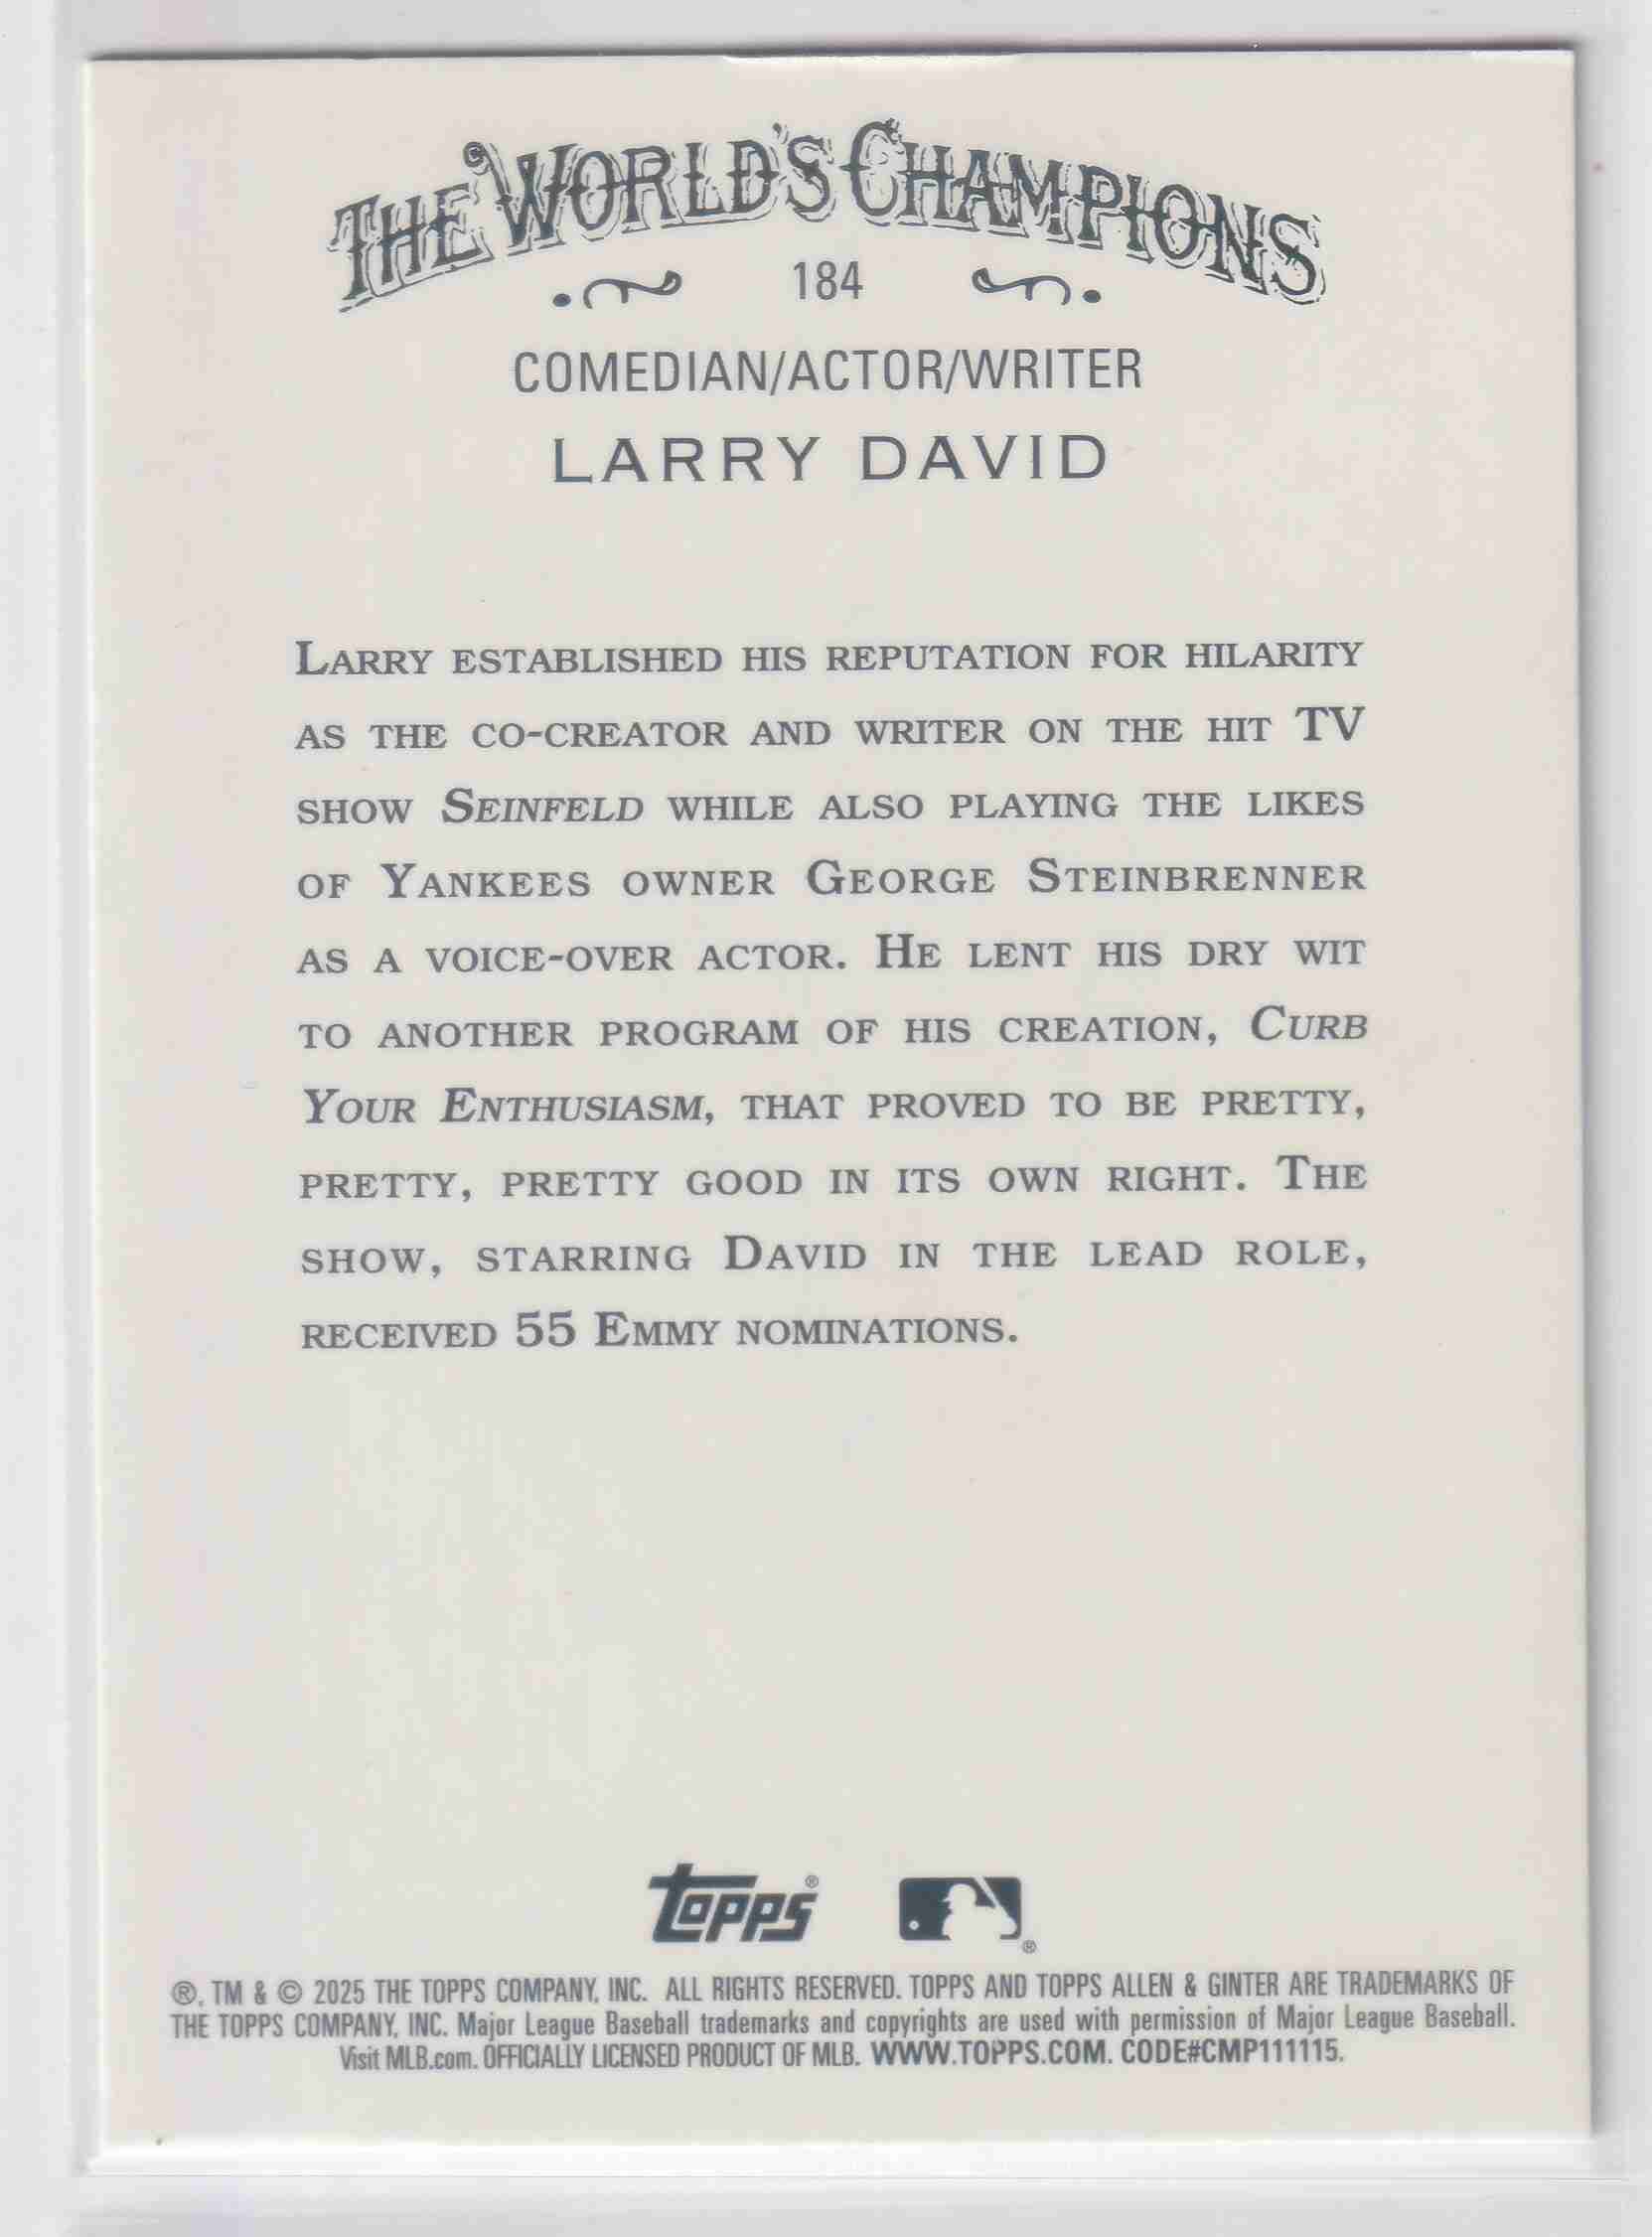 THE WORLD'S CHAMPIONS
184
COMEDIAN/ACTOR/WRITER
LARRY DAVID
LARRY ESTABLISHED HIS REPUTATION FOR HILARITY
AS THE CO-CREATOR AND WRITER ON THE HIT TV
SHOW SEINFELD WHILE ALSO PLAYING THE LIKES
OF YANKEES OWNER GEORGE STEINBRENNER
AS A VOICE-OVER ACTOR. HE LENT HIS DRY WIT
TO ANOTHER PROGRAM OF HIS CREATION, CURB
YOUR ENTHUSIASM, THAT PROVED TO BE PRETTY,
PRETTY, PRETTY GOOD IN ITS OWN RIGHT. THE
SHOW, STARRING DAVID IN THE LEAD ROLE,
RECEIVED 55 EMMY NOMINATIONS.
topps® ®
®, TM & © 2025 THE TOPPS COMPANY, INC. ALL RIGHTS RESERVED. TOPPS AND TOPPS ALLEN & GINTER ARE TRADEMARKS OF
THE TOPPS COMPANY, INC. Major League Baseball trademarks and copyrights are used with permission of Major League Baseball.
Visit MLB.com. OFFICIALLY LICENSED PRODUCT OF MLB. WWW.TOPPS.COM. CODE#CMP111115.